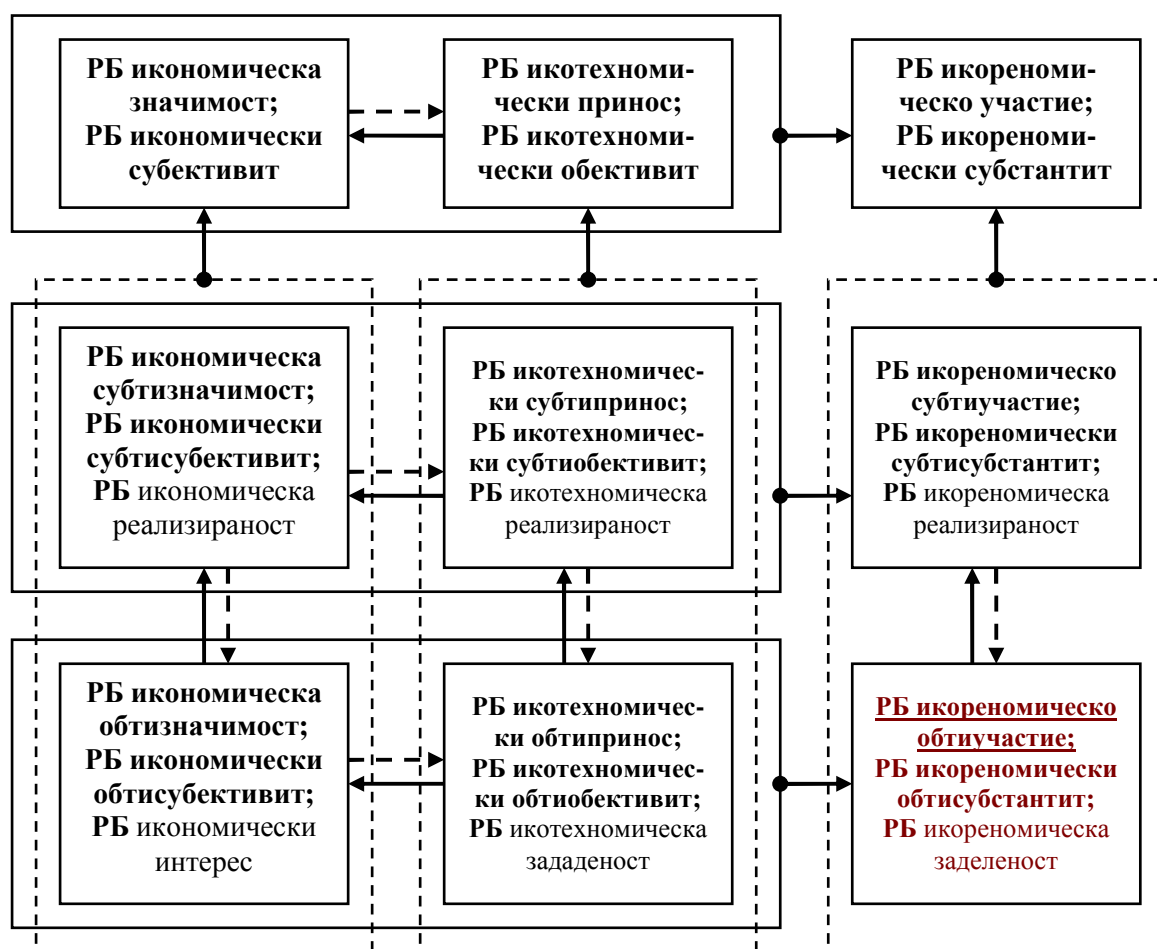 РБ икономическа
значимост;
РБ икономически
субективит
РБ икотехноми-
чески принос;
РБ икотехноми-
чески обективит
РБ икореноми-
ческо участие;
РБ икореноми-
чески субстантит
РБ икономическа
субтизначимост;
РБ икономически
субтисубективит;
РБ икономическа
реализираност
РБ икотехномичес-
ки субтипринос;
РБ икотехномичес-
ки субтиобективит;
РБ икотехномическа
реализираност
РБ икореномическо
субтиучастие;
РБ икореномически
субтисубстантит;
РБ икореномическа
реализираност
РБ икономическа
обтизначимост;
РБ икономически
обтисубективит;
РБ икономически
интерес
РБ икотехномичес-
ки обтипринос;
РБ икотехномичес-
ки обтиобективит;
РБ икотехномическа
зададеност
РБ икореномическо
обтиучастие;
РБ икореномически
обтисубстантит;
РБ икореномическа
заделеност